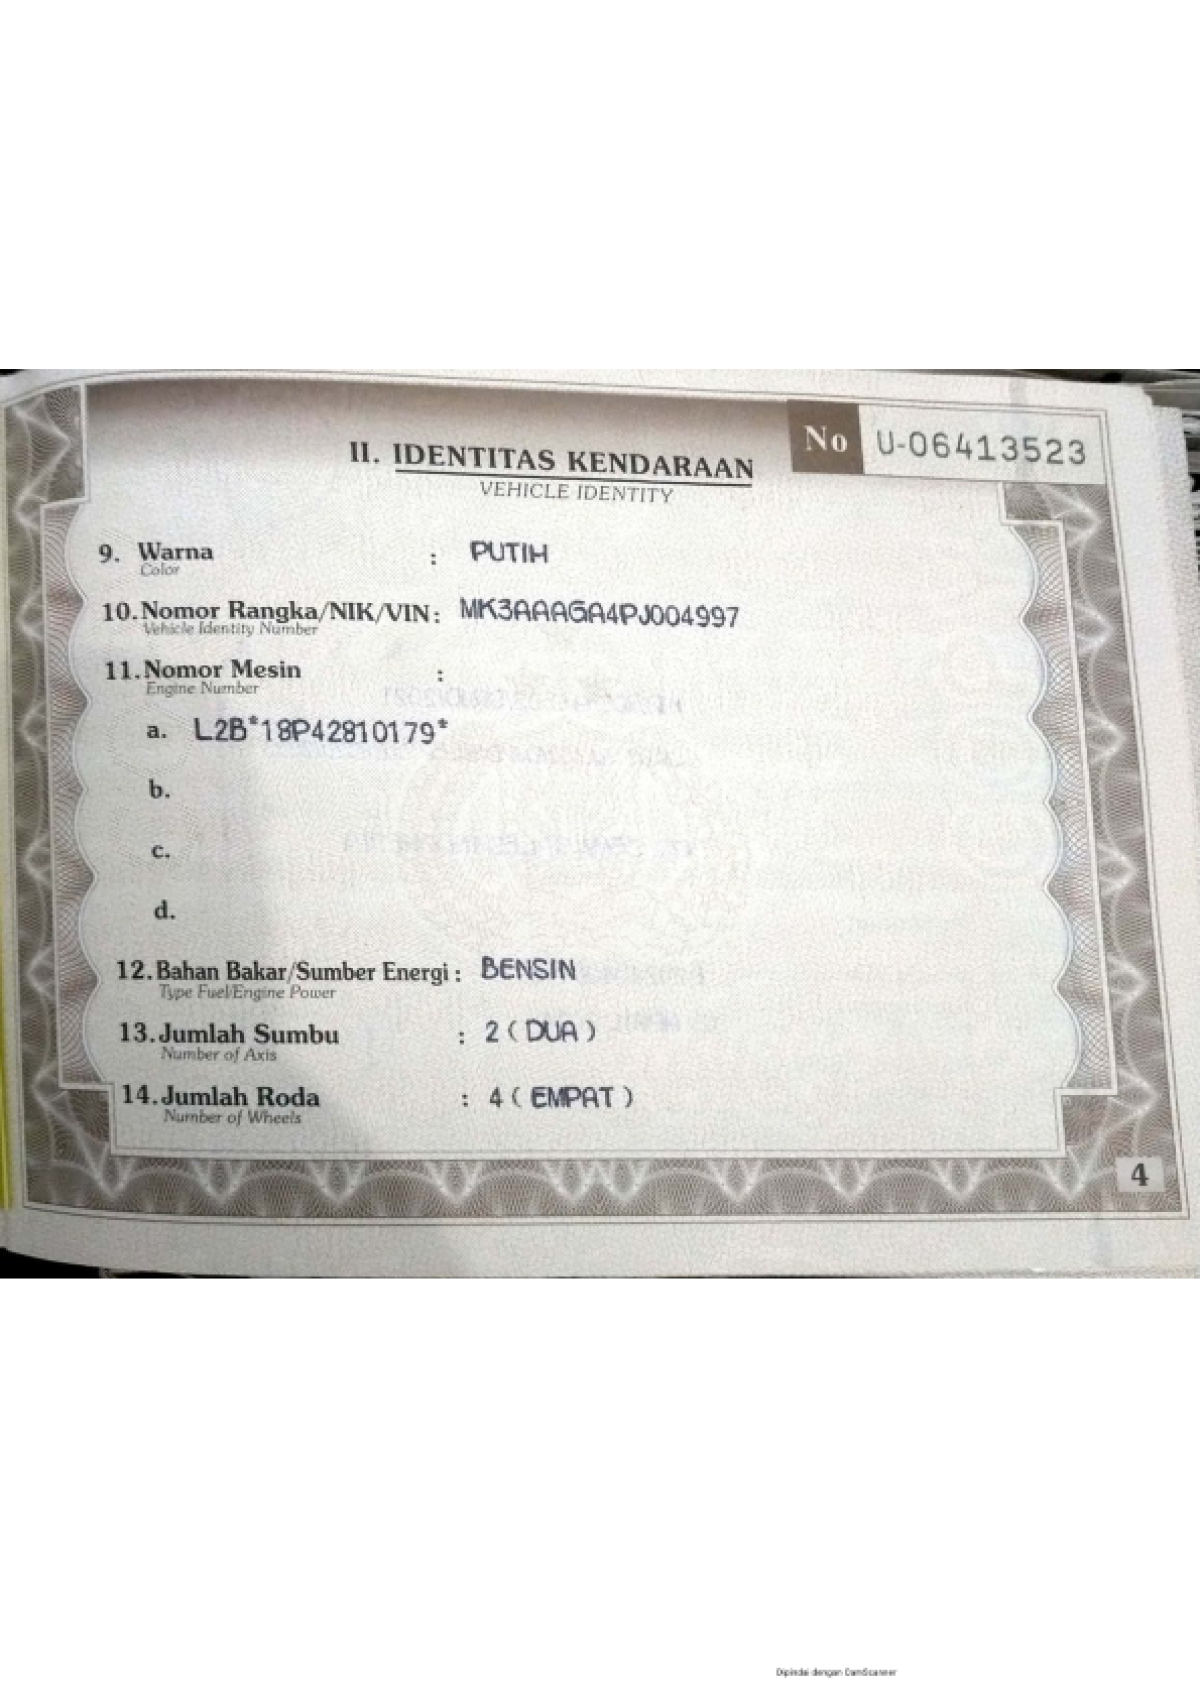 No U-06413523
II. IDENTITAS KENDARAAN
VEHICLE IDENTITY
9. Warna : PUTIH
Color
10. Nomor Rangka/NIK/VIN : MK3AAAGA4PJ004997
Vehicle Identity Number
11. Nomor Mesin :
Engine Number
a. L2B*18P42810179*
b.
c.
d.
12. Bahan Bakar/Sumber Energi : BENSIN
Type Fuel/Engine Power
13. Jumlah Sumbu : 2 ( DUA )
Number of Axis
14. Jumlah Roda : 4 ( EMPAT )
Number of Wheels
4
Dipindai dengan CamScanner